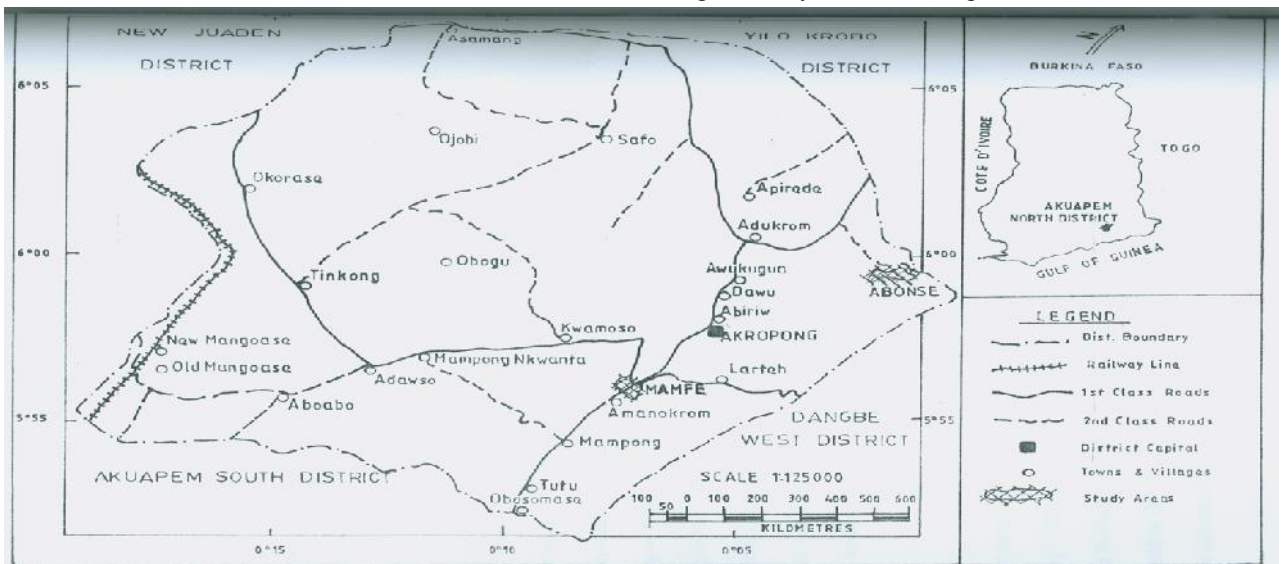 NEW JUABEN
DISTRICT
YILO KROBO
DISTRICT
Asamang
6°05'
6°05'
Ojobi
Safo
Okorase
Apirede
Adukrom
6°00
6°00
Tinkong
Obogu
Awukugun
Dawu
Abiriw
AKROPONG
ABONSE
New Mangoase
Old Mangoase
Kwamoso
Mampong Nkwanta
Adawso
Larteh
MAMFE
Amanokrom
Aboabo
5°55
5°55
Mampong
DANGBE
WEST DISTRICT
AKUAPEM SOUTH DISTRICT
Tutu
Obosomase
SCALE 1:125000
100 50 0 100 200 300 400 500 600
KILOMETRES
0°15
0°10
0°05
N
BURKINA FASO
COTE D'IVOIRE
TOGO
AKUAPEM
NORTH DISTRICT
GULF OF GUINEA
LEGEND
Dist. Boundary
Railway Line
1st Class Roads
2nd Class Roads
District Capital
Towns & Villages
Study Areas